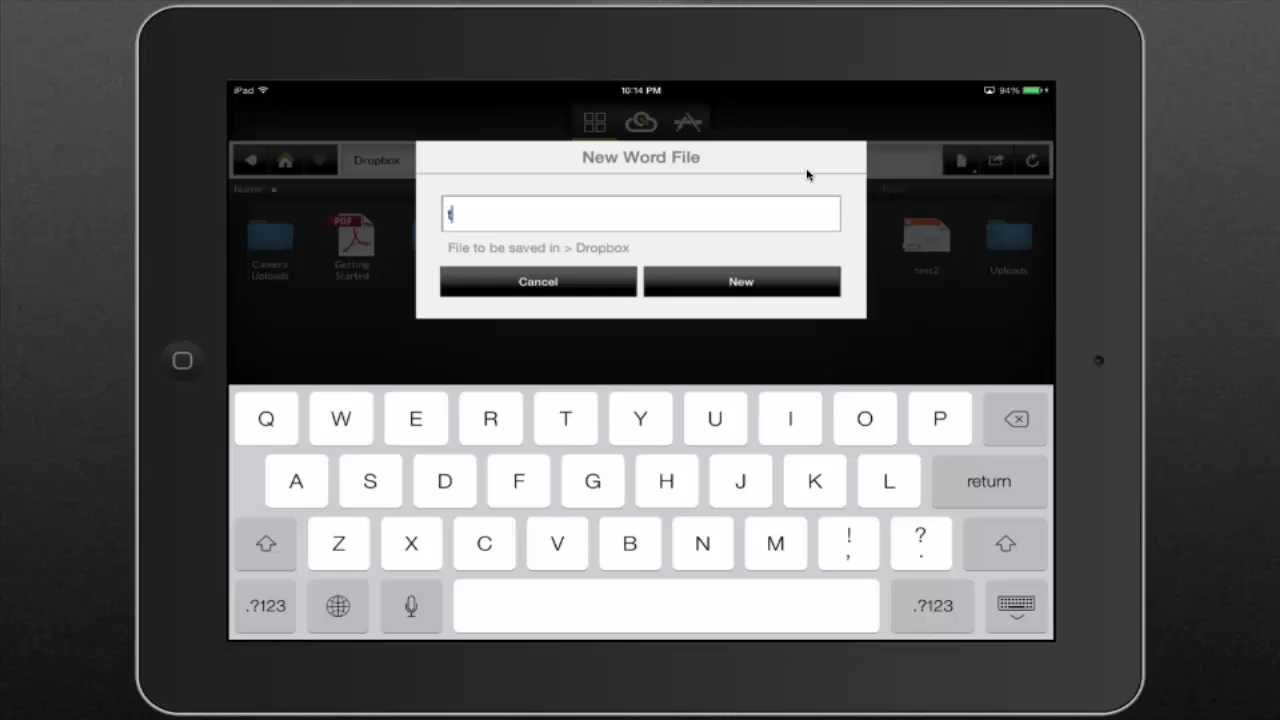 iPad 10:14 PM 94%
New Word File
Dropbox
Name
t
File to be saved in > Dropbox
Cancel New
PDF
Camera Uploads
Getting Started
test2
Uploads
Q W E R T Y U I O P
A S D F G H J K L return
Z X C V B N M ! , ? .
.?123 .?123